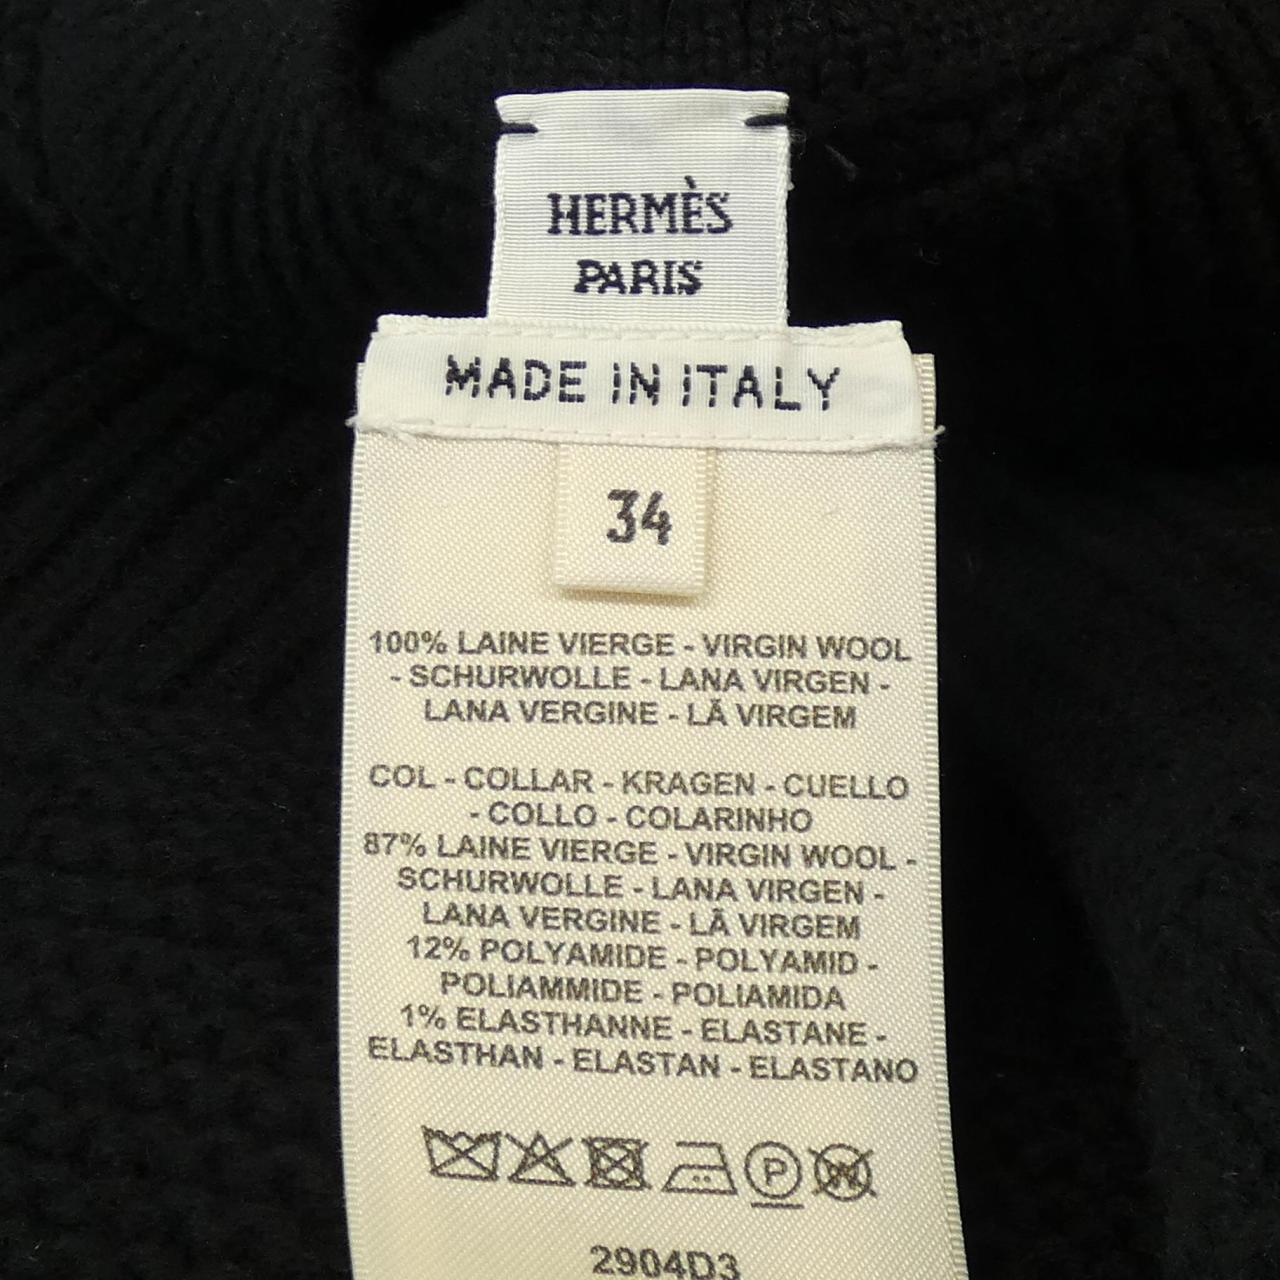 HERMÈS
PARIS
MADE IN ITALY
34
100% LAINE VIERGE - VIRGIN WOOL
- SCHURWOLLE - LANA VIRGEN -
LANA VERGINE - LÃ VIRGEM
COL - COLLAR - KRAGEN - CUELLO
- COLLO - COLARINHO
87% LAINE VIERGE - VIRGIN WOOL -
SCHURWOLLE - LANA VIRGEN -
LANA VERGINE - LÃ VIRGEM
12% POLYAMIDE - POLYAMID -
POLIAMMIDE - POLIAMIDA
1% ELASTHANNE - ELASTANE -
ELASTHAN - ELASTAN - ELASTANO
P W
2904D3